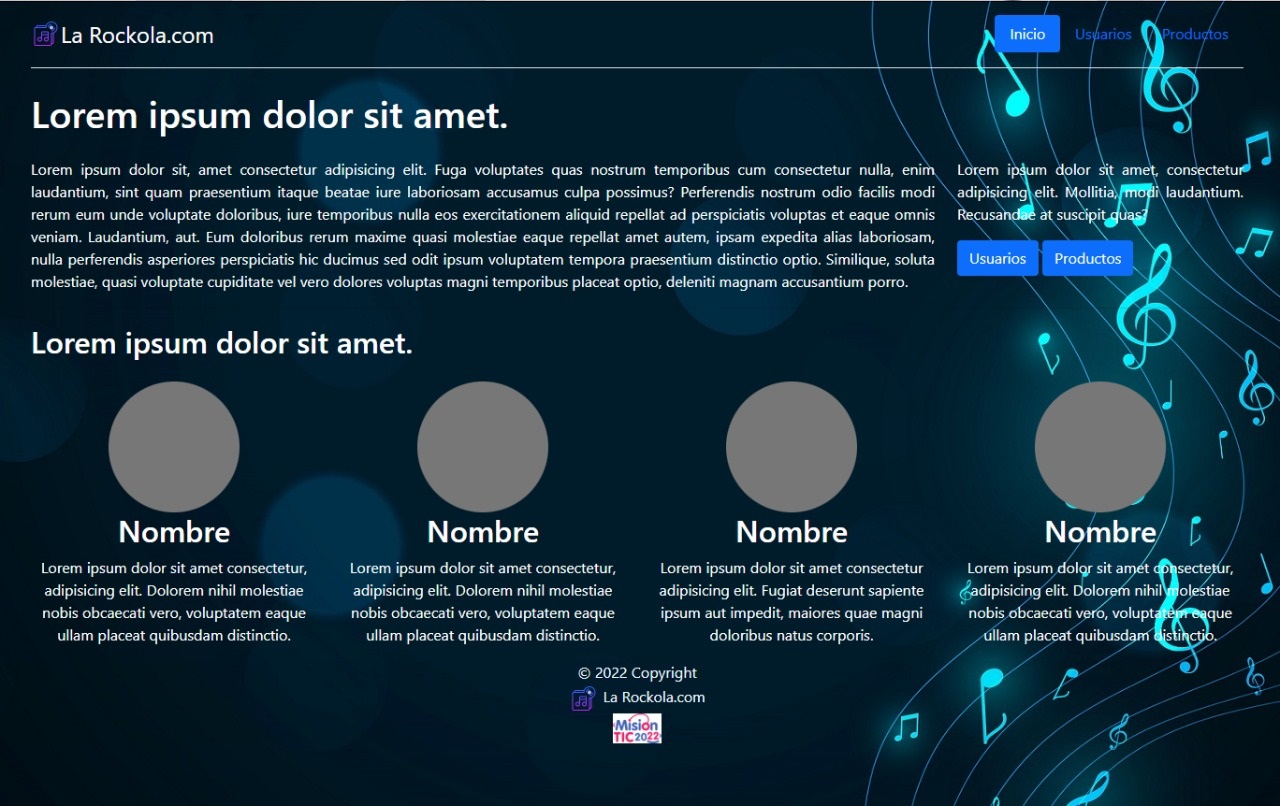 La Rockola.com
Inicio Usuarios Productos
Lorem ipsum dolor sit amet.
Lorem ipsum dolor sit, amet consectetur adipisicing elit. Fuga voluptates quas nostrum temporibus cum consectetur nulla, enim
laudantium, sint quam praesentium itaque beatae iure laboriosam accusamus culpa possimus? Perferendis nostrum odio facilis modi
rerum eum unde voluptate doloribus, iure temporibus nulla eos exercitationem aliquid repellat ad perspiciatis voluptas et eaque omnis
veniam. Laudantium, aut. Eum doloribus rerum maxime quasi molestiae eaque repellat amet autem, ipsam expedita alias laboriosam,
nulla perferendis asperiores perspiciatis hic ducimus sed odit ipsum voluptatem tempora praesentium distinctio optio. Similique, soluta
molestiae, quasi voluptate cupiditate vel vero dolores voluptas magni temporibus placeat optio, deleniti magnam accusantium porro.
Lorem ipsum dolor sit amet, consectetur
adipisicing elit. Mollitia, modi laudantium.
Recusandae at suscipit quas?
Usuarios Productos
Lorem ipsum dolor sit amet.
Nombre
Lorem ipsum dolor sit amet consectetur,
adipisicing elit. Dolorem nihil molestiae
nobis obcaecati vero, voluptatem eaque
ullam placeat quibusdam distinctio.
Nombre
Lorem ipsum dolor sit amet consectetur,
adipisicing elit. Dolorem nihil molestiae
nobis obcaecati vero, voluptatem eaque
ullam placeat quibusdam distinctio.
Nombre
Lorem ipsum dolor sit amet consectetur
adipisicing elit. Fugiat deserunt sapiente
ipsum aut impedit, maiores quae magni
doloribus natus corporis.
Nombre
Lorem ipsum dolor sit amet consectetur,
adipisicing elit. Dolorem nihil molestiae
nobis obcaecati vero, voluptatem eaque
ullam placeat quibusdam distinctio.
© 2022 Copyright
La Rockola.com
Misión
TIC 2022